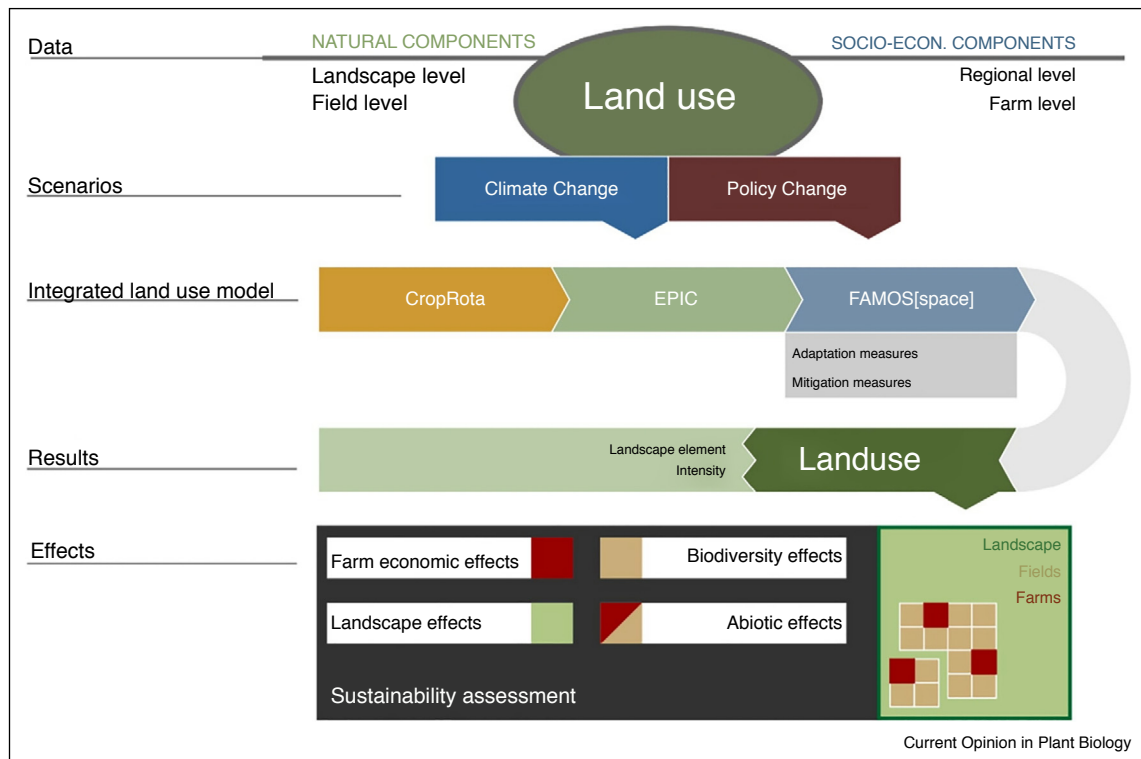 Data
NATURAL COMPONENTS
Landscape level
Field level
Land use
SOCIO-ECON. COMPONENTS
Regional level
Farm level
Scenarios
Climate Change
Policy Change
Integrated land use model
CropRota
EPIC
FAMOS[space]
Adaptation measures
Mitigation measures
Results
Landscape element
Intensity
Landuse
Effects
Farm economic effects
Biodiversity effects
Landscape effects
Abiotic effects
Sustainability assessment
Landscape
Fields
Farms
Current Opinion in Plant Biology